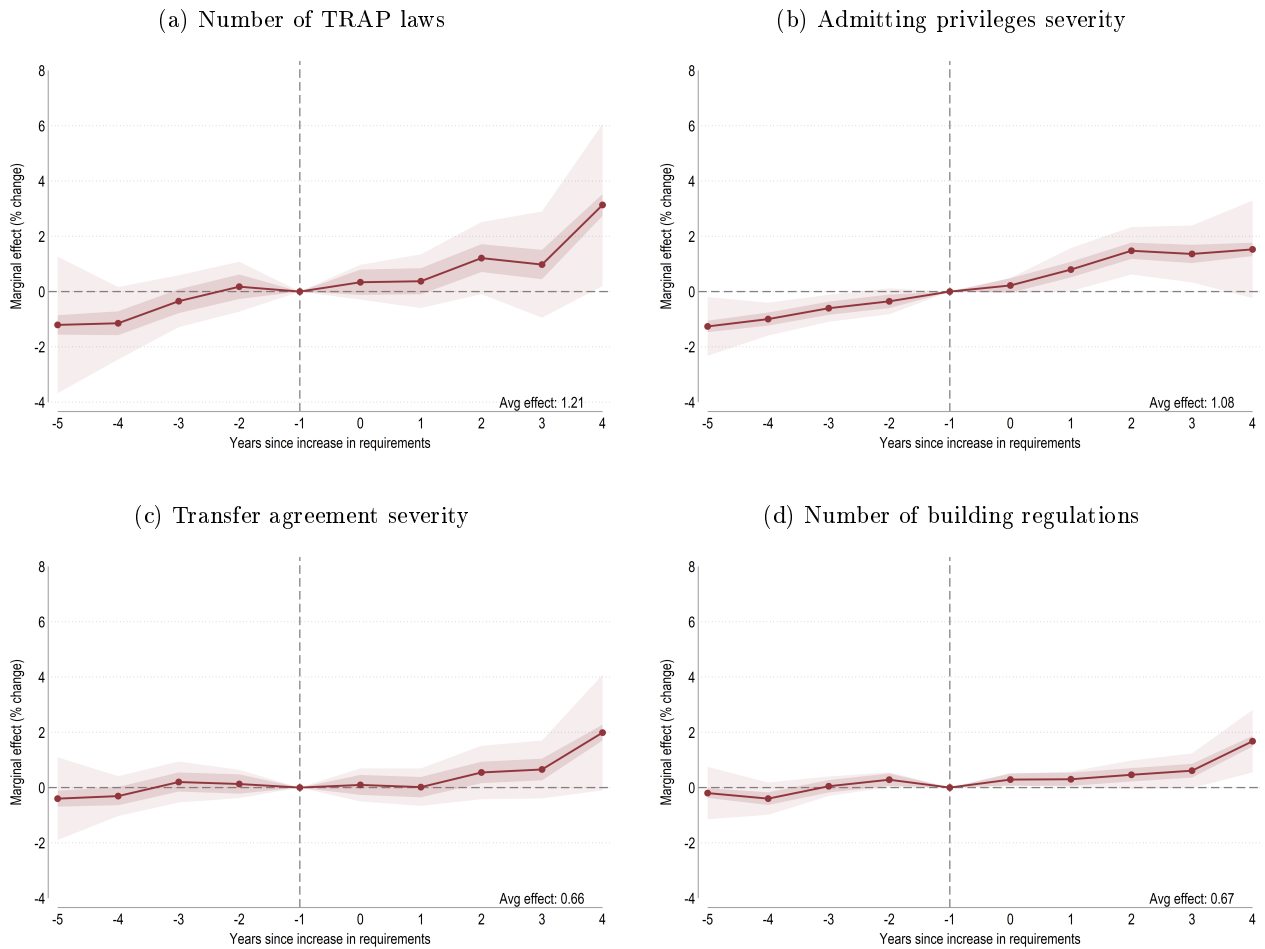 (a) Number of TRAP laws
Marginal effect (% change)
8
6
4
2
0
-2
-4
Avg effect: 1.21
-5 -4 -3 -2 -1 0 1 2 3 4
Years since increase in requirements
(b) Admitting privileges severity
Marginal effect (% change)
8
6
4
2
0
-2
-4
Avg effect: 1.08
-5 -4 -3 -2 -1 0 1 2 3 4
Years since increase in requirements
(c) Transfer agreement severity
Marginal effect (% change)
8
6
4
2
0
-2
-4
Avg effect: 0.66
-5 -4 -3 -2 -1 0 1 2 3 4
Years since increase in requirements
(d) Number of building regulations
Marginal effect (% change)
8
6
4
2
0
-2
-4
Avg effect: 0.67
-5 -4 -3 -2 -1 0 1 2 3 4
Years since increase in requirements